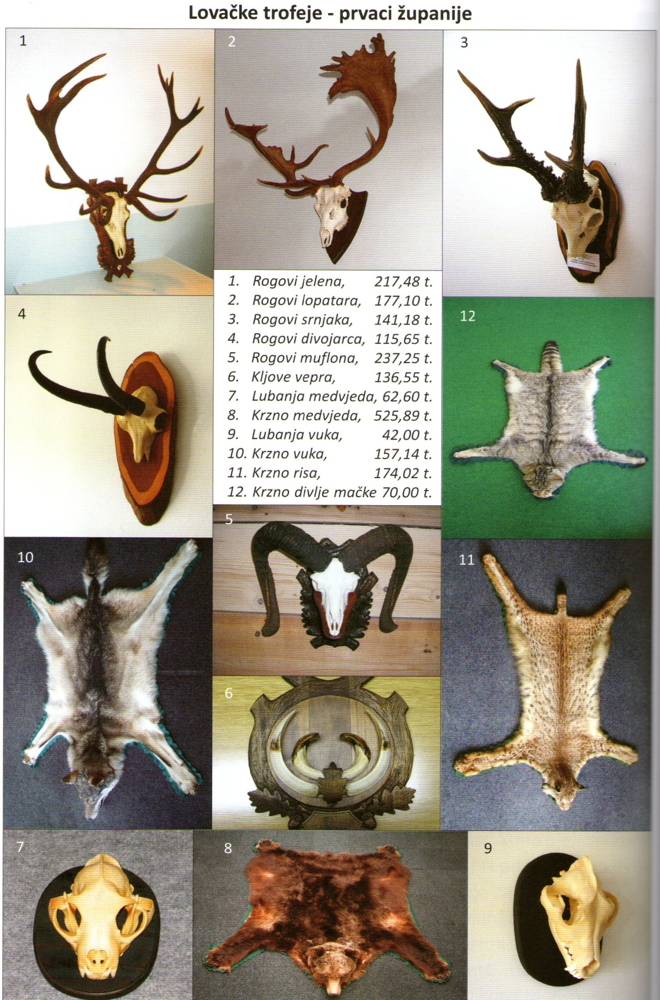 Lovačke trofeje - prvaci županije
1
2
3
1. Rogovi jelena, 217,48 t.
2. Rogovi lopatara, 177,10 t.
3. Rogovi srnjaka, 141,18 t.
4. Rogovi divojarca, 115,65 t.
5. Rogovi muflona, 237,25 t.
6. Kljove vepra, 136,55 t.
7. Lubanja medvjeda, 62,60 t.
8. Krzno medvjeda, 525,89 t.
9. Lubanja vuka, 42,00 t.
10. Krzno vuka, 157,14 t.
11. Krzno risa, 174,02 t.
12. Krzno divlje mačke 70,00 t.
4
12
5
10
11
6
7
8
9